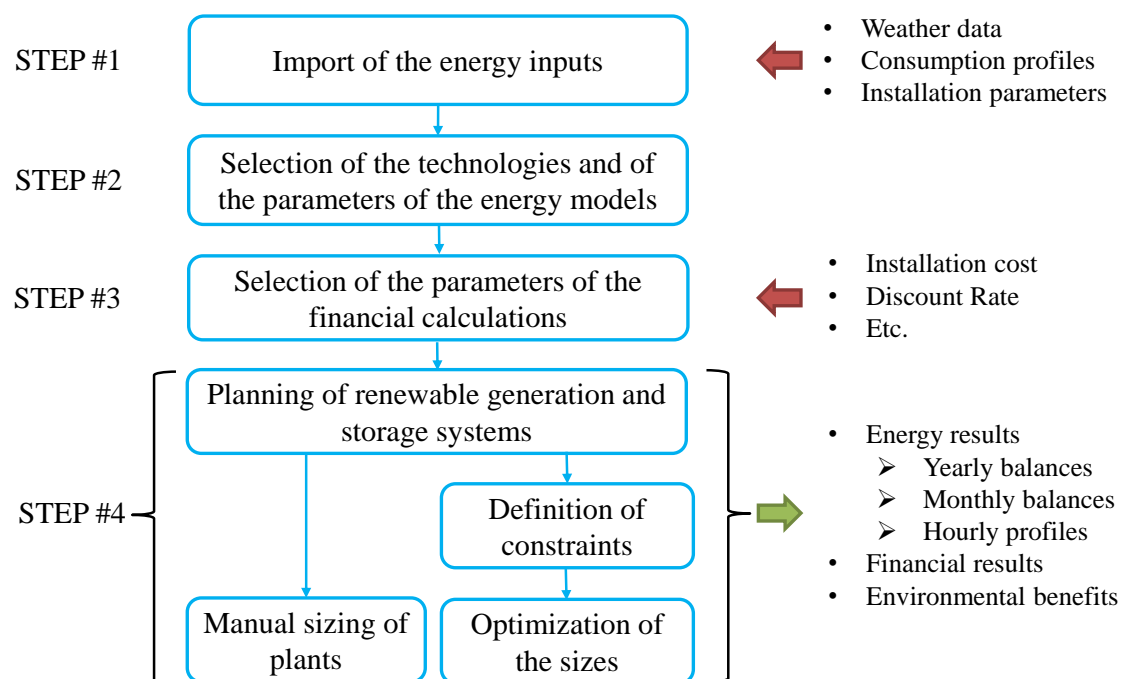 STEP #1
Import of the energy inputs
• Weather data
• Consumption profiles
• Installation parameters
STEP #2
Selection of the technologies and of
the parameters of the energy models
STEP #3
Selection of the parameters of the
financial calculations
• Installation cost
• Discount Rate
• Etc.
STEP #4
Planning of renewable generation and
storage systems
Definition of
constraints
Manual sizing of
plants
Optimization of
the sizes
• Energy results
➢ Yearly balances
➢ Monthly balances
➢ Hourly profiles
• Financial results
• Environmental benefits